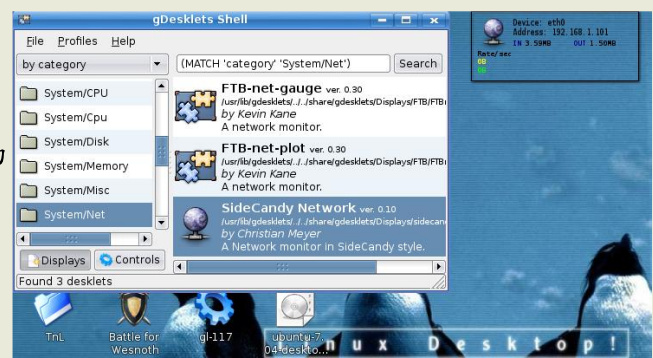 gDesklets Shell
File Profiles Help
by category
(MATCH 'category' 'System/Net')
Search
System/CPU
System/Cpu
System/Disk
System/Memory
System/Misc
System/Net
FTB-net-gauge ver. 0.30
/usr/lib/gdesklets/../../share/gdesklets/Displays/FTB/FTB
by Kevin Kane
A network monitor.
FTB-net-plot ver. 0.30
/usr/lib/gdesklets/../../share/gdesklets/Displays/FTB/FTB
by Kevin Kane
A network monitor.
SideCandy Network ver. 0.10
/usr/lib/gdesklets/../../share/gdesklets/Displays/sidecan
by Christian Meyer
A Network monitor in SideCandy style.
Displays
Controls
Found 3 desklets
Device: eth0
Address: 192.168.1.101
IN 3.59MB OUT 1.50MB
Rate/sec
0B
0B
TnL
Battle for
Wesnoth
gl-117
ubuntu-7.
04-deskto...
nux Desktop!